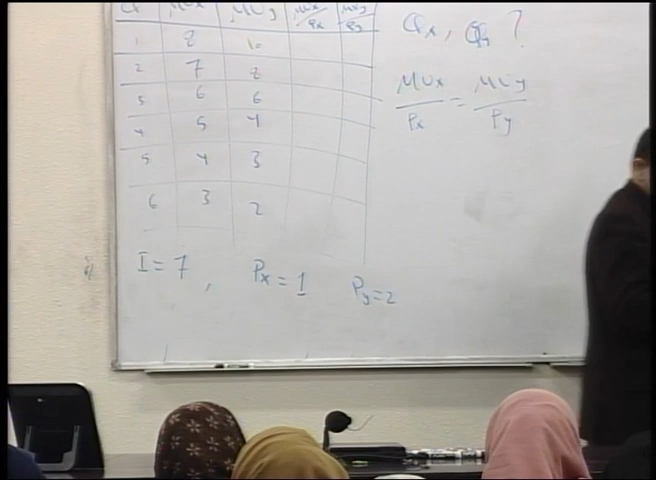 Q MUx MUy MUx/Px MUy/Py
1 8 10
2 7 8
3 6 6
4 5 4
5 4 3
6 3 2
I = 7 , Px = 1 Py = 2
Qx, Qy ?
MUx/Px = MUy/Py